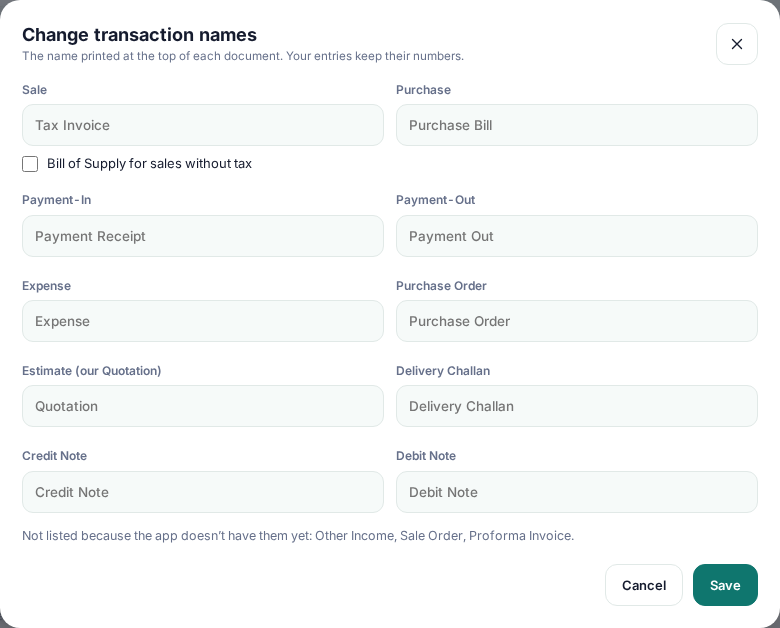 Change transaction names
The name printed at the top of each document. Your entries keep their numbers.
Sale
Purchase
Tax Invoice
Purchase Bill
Bill of Supply for sales without tax
Payment-In
Payment-Out
Payment Receipt
Payment Out
Expense
Purchase Order
Expense
Purchase Order
Estimate (our Quotation)
Delivery Challan
Quotation
Delivery Challan
Credit Note
Debit Note
Credit Note
Debit Note
Not listed because the app doesn’t have them yet: Other Income, Sale Order, Proforma Invoice.
Cancel
Save